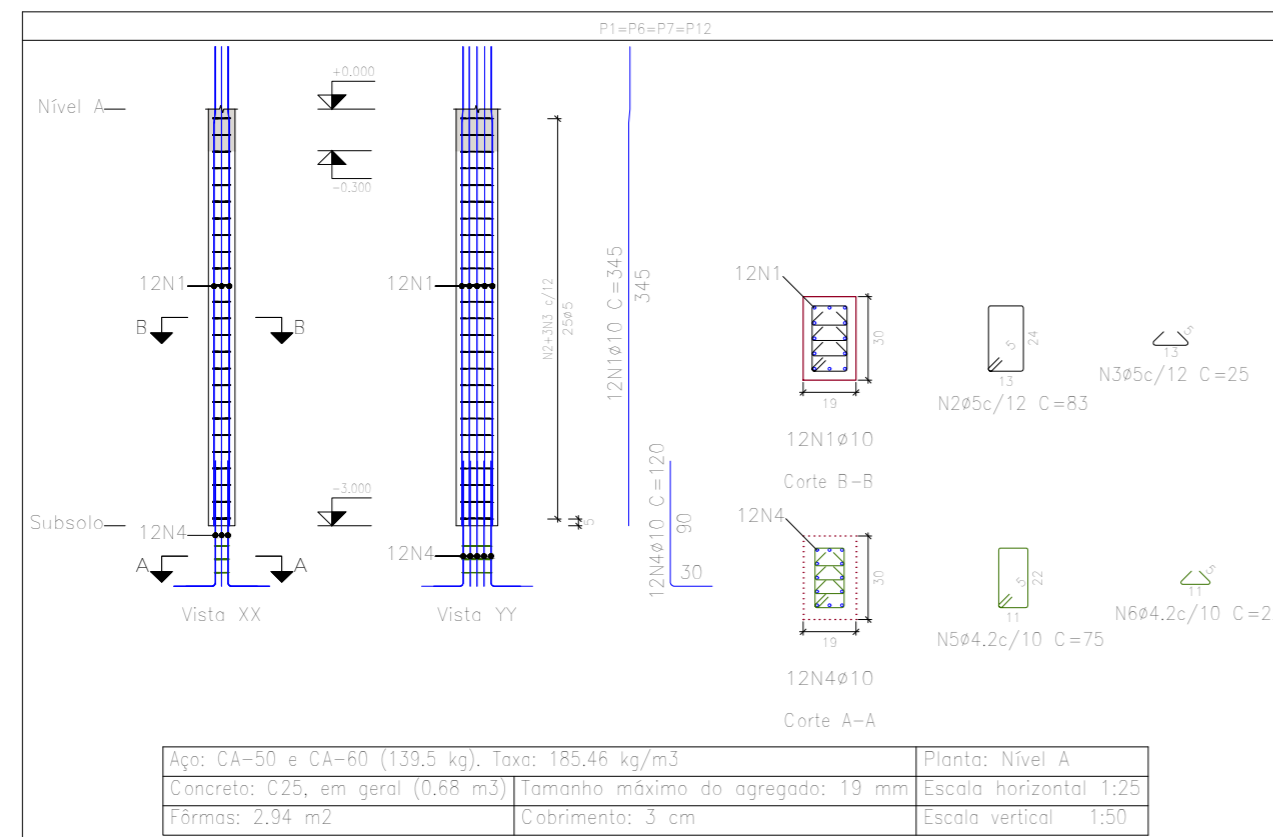 P1=P6=P7=P12
Nível A
+0.000
-0.300
12N1
12N1
B
B
N2+3N3 c/12
25ø5
12N1ø10 C=345
345
-3.000
Subsolo
12N4
12N4
5
A
A
12N4ø10 C=120
90
30
Vista XX
Vista YY
12N1
30
19
12N1ø10
Corte B-B
5
24
13
N2ø5c/12 C=83
5
13
N3ø5c/12 C=25
12N4
30
19
12N4ø10
Corte A-A
5
22
11
N5ø4.2c/10 C=75
5
11
N6ø4.2c/10 C=2
Aço: CA-50 e CA-60 (139.5 kg). Taxa: 185.46 kg/m3
Planta: Nível A
Concreto: C25, em geral (0.68 m3)
Tamanho máximo do agregado: 19 mm
Escala horizontal 1:25
Fôrmas: 2.94 m2
Cobrimento: 3 cm
Escala vertical 1:50